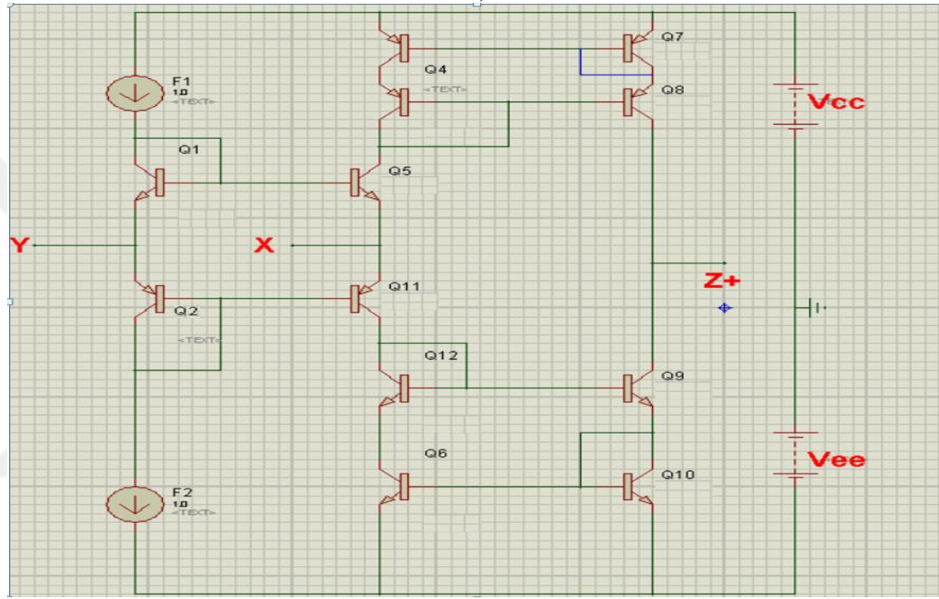 Q7
Q4
<TEXT>
Q8
F1
1.0
<TEXT>
Vcc
Q1
Q5
Y
X
Z+
Q11
Q2
<TEXT>
Q12
Q9
Q6
Vee
Q10
F2
1.0
<TEXT>